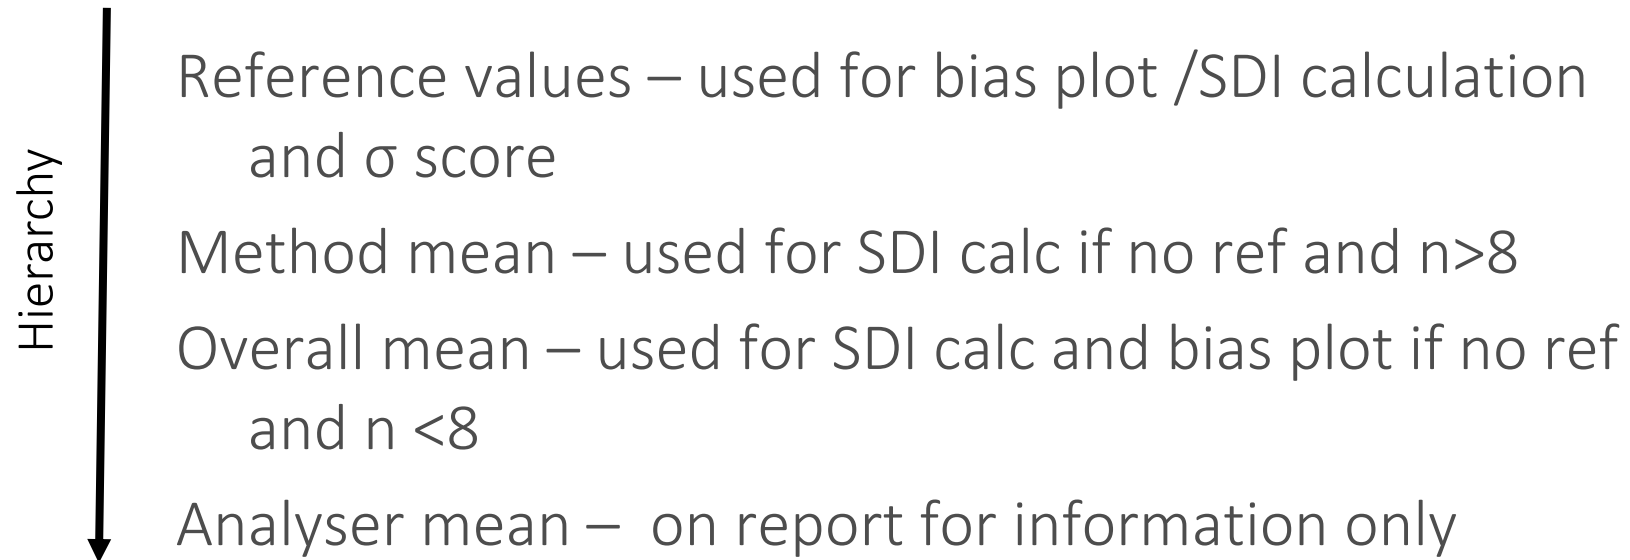 Hierarchy
Reference values – used for bias plot /SDI calculation
and σ score
Method mean – used for SDI calc if no ref and n>8
Overall mean – used for SDI calc and bias plot if no ref
and n <8
Analyser mean – on report for information only